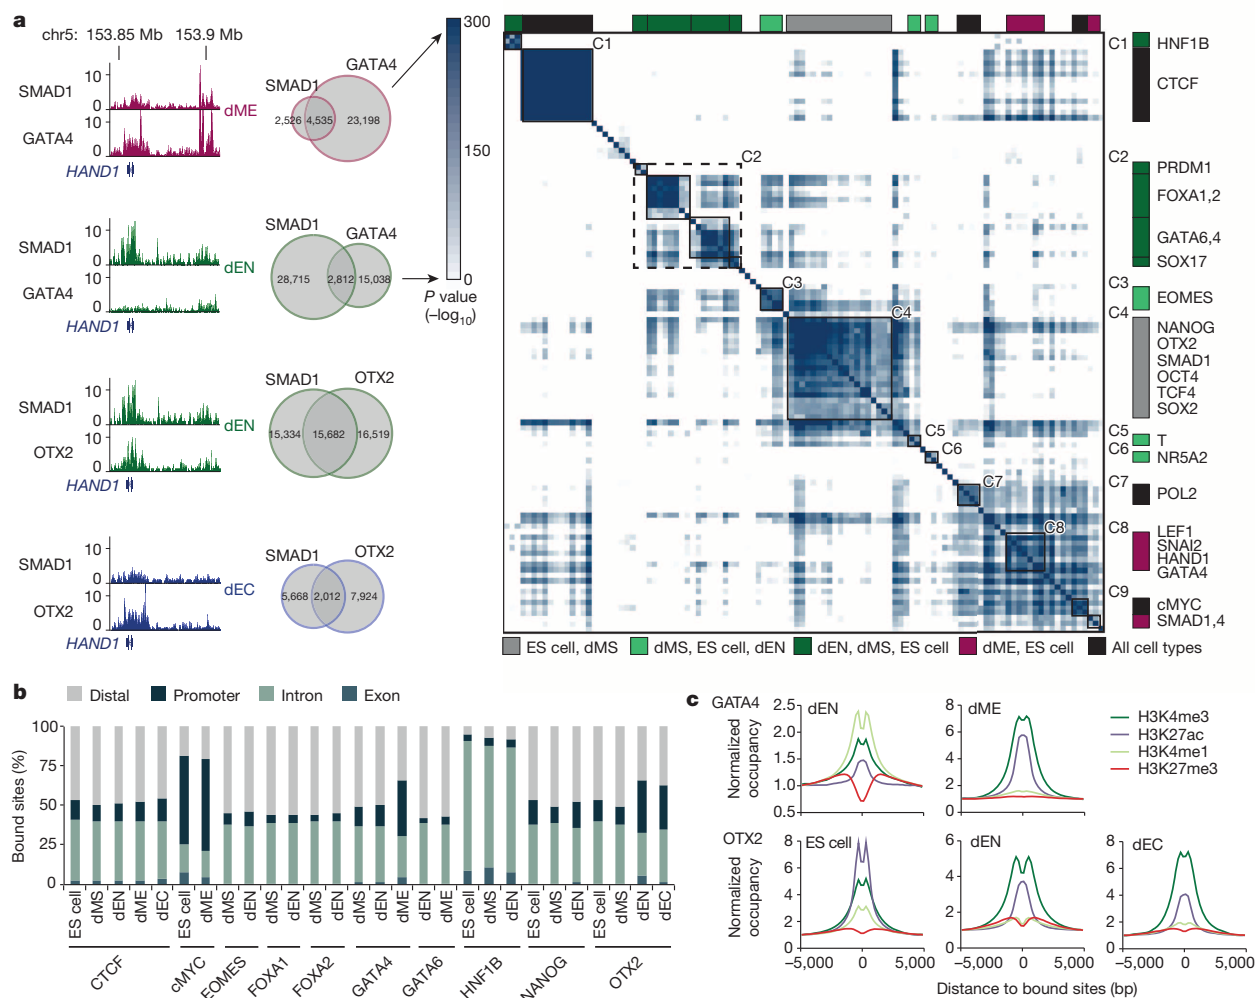 a
chr5: 153.85 Mb 153.9 Mb
SMAD1 10 0
GATA4 10 0
dME
HAND1
SMAD1 GATA4
2,526 4,535 23,198
SMAD1 10 0
GATA4 10 0
dEN
HAND1
SMAD1 GATA4
28,715 2,812 15,038
SMAD1 10 0
OTX2 10 0
dEN
HAND1
SMAD1 OTX2
15,334 15,682 16,519
SMAD1 10 0
OTX2 10 0
dEC
HAND1
SMAD1 OTX2
5,668 2,012 7,924
300
150
0
P value
(–log10)
C1
C2
C3
C4
C5
C6
C7
C8
C1 HNF1B
CTCF
C2
PRDM1
FOXA1,2
GATA6,4
SOX17
C3
EOMES
C4
NANOG
OTX2
SMAD1
OCT4
TCF4
SOX2
C5
T
C6
NR5A2
C7
POL2
C8
LEF1
SNAI2
HAND1
GATA4
C9
cMYC
SMAD1,4
ES cell, dMS dMS, ES cell, dEN dEN, dMS, ES cell dME, ES cell All cell types
b
Distal Promoter Intron Exon
Bound sites (%)
100
75
50
25
0
ES cell dMS dEN dME dEC ES cell dME dMS dEN dMS dEN dMS dEN dMS dEN dME dEN dME ES cell dMS dEN ES cell dMS dEN ES cell dMS dEN dEC
CTCF cMYC EOMES FOXA1 FOXA2 GATA4 GATA6 HNF1B NANOG OTX2
c
GATA4
Normalized
occupancy
dEN
2.5
2.0
1.5
1.0
0.5
dME
8
6
4
2
0
H3K4me3
H3K27ac
H3K4me1
H3K27me3
OTX2
Normalized
occupancy
ES cell
8
6
4
2
0
dEN
6
4
2
0
dEC
8
6
4
2
0
−5,000 0 5,000
−5,000 0 5,000
−5,000 0 5,000
Distance to bound sites (bp)